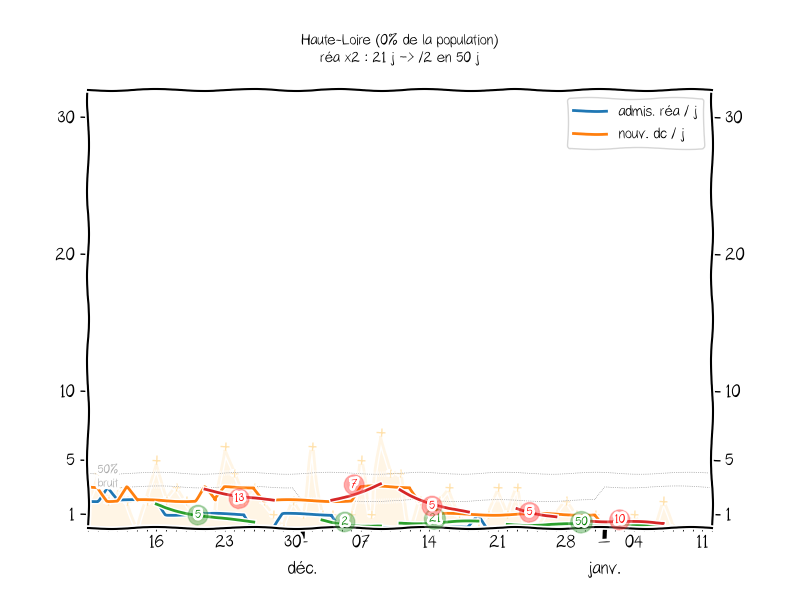 Haute-Loire (0% de la population)
réa x2 : 21 j -> /2 en 50 j
admis. réa / j
nouv. dc / j
30
30
20
20
10
10
5
5
1
1
50%
bruit
13
7
5
5
10
5
2
21
50
16 23 30 07 14 21 28 04 11
déc. janv.